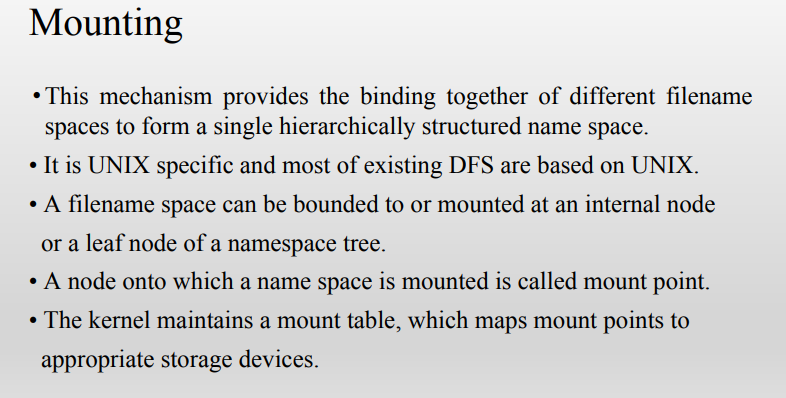 Mounting
•This mechanism provides the binding together of different filename
spaces to form a single hierarchically structured name space.
• It is UNIX specific and most of existing DFS are based on UNIX.
• A filename space can be bounded to or mounted at an internal node
or a leaf node of a namespace tree.
• A node onto which a name space is mounted is called mount point.
• The kernel maintains a mount table, which maps mount points to
appropriate storage devices.